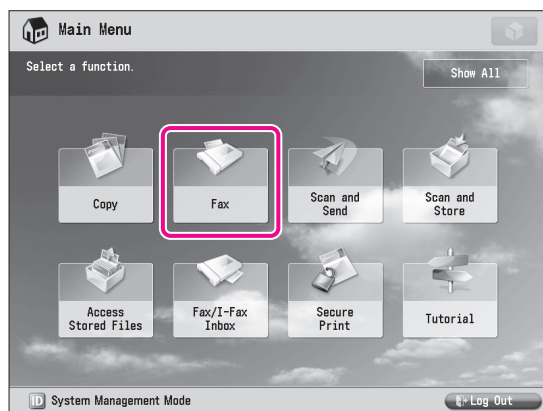 Main Menu
Select a function.
Show All
Copy
Fax
Scan and
Send
Scan and
Store
Access
Stored Files
Fax/I-Fax
Inbox
Secure
Print
Tutorial
ID System Management Mode
Log Out